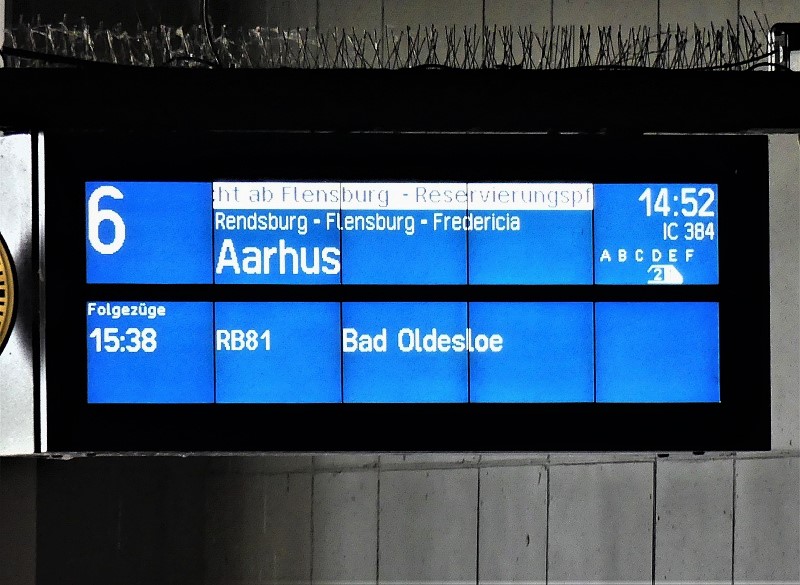 6
ht ab Flensburg - Reservierungspf
14:52
Rendsburg - Flensburg - Fredericia
IC 384
Aarhus
A B C D E F
2
Folgezüge
15:38 RB81 Bad Oldesloe